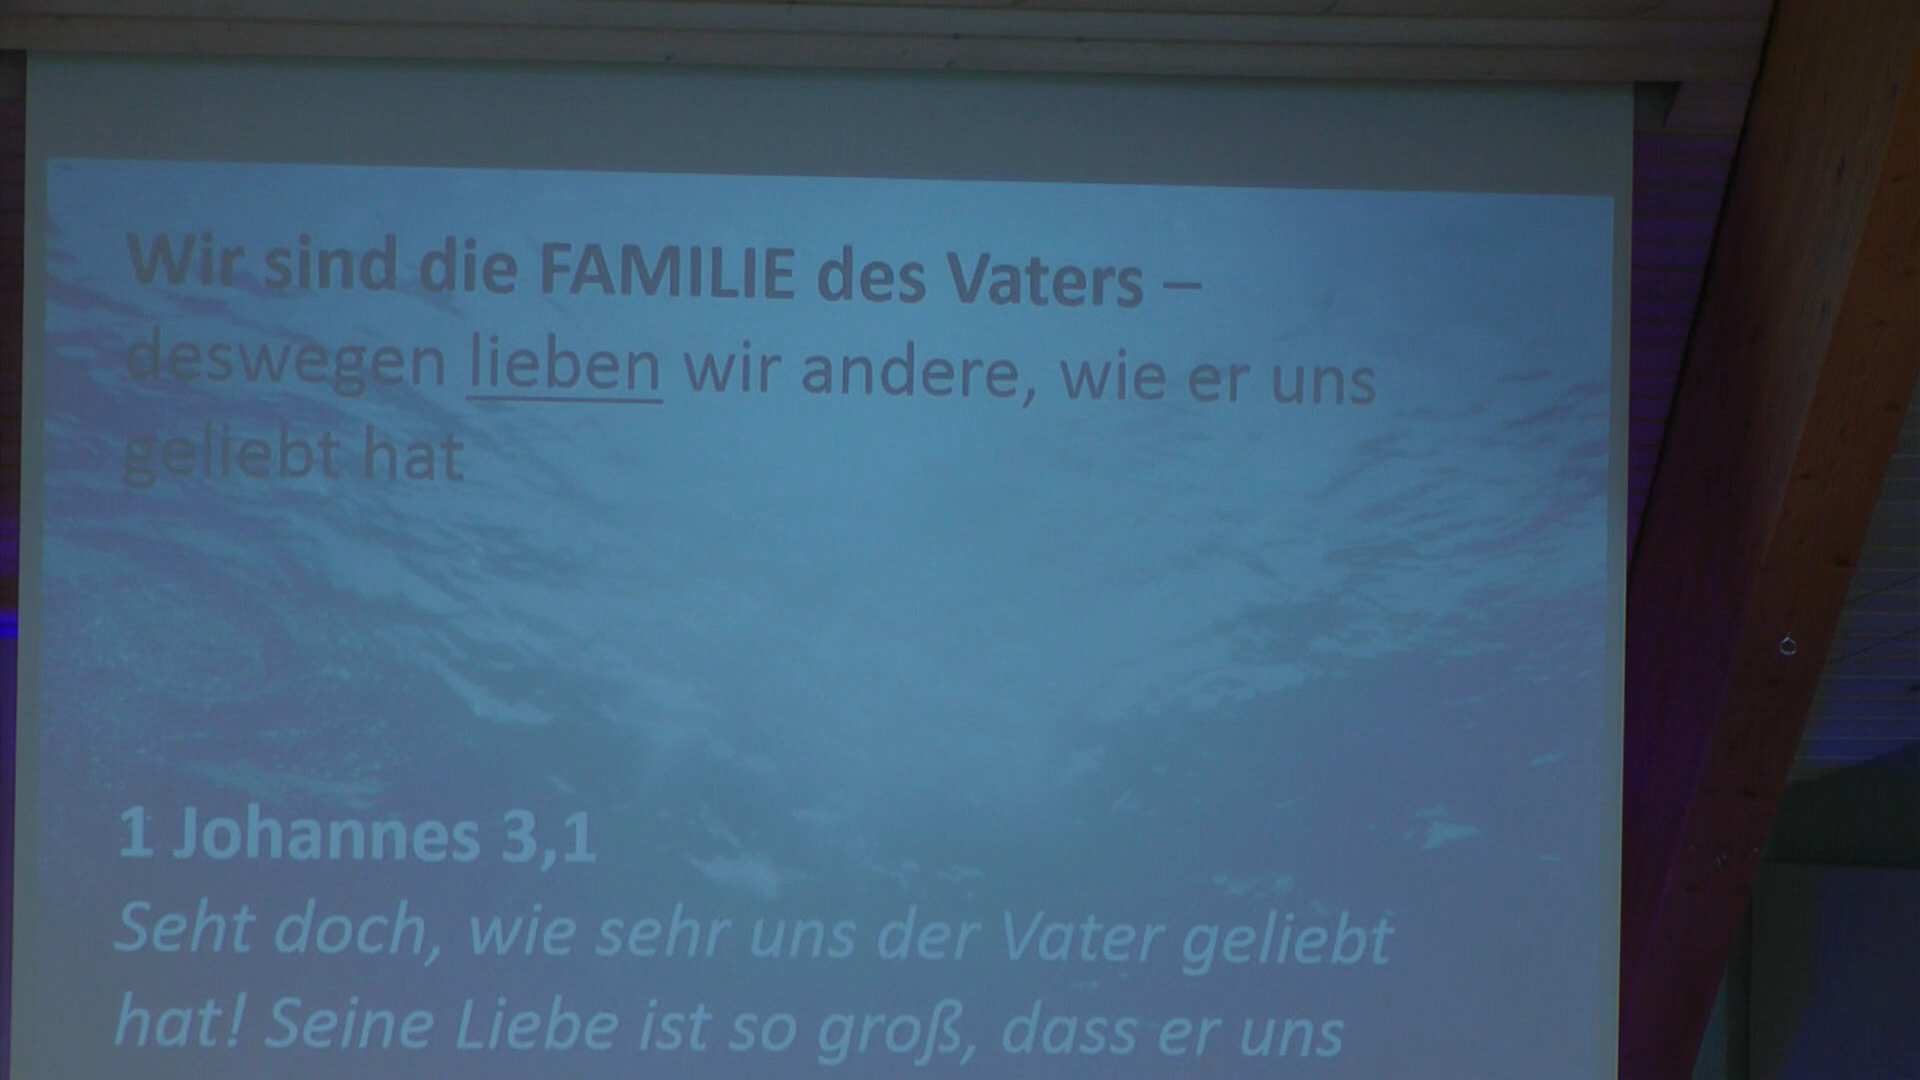 Wir sind die FAMILIE des Vaters –
deswegen lieben wir andere, wie er uns
geliebt hat
1 Johannes 3,1
Seht doch, wie sehr uns der Vater geliebt
hat! Seine Liebe ist so groß, dass er uns